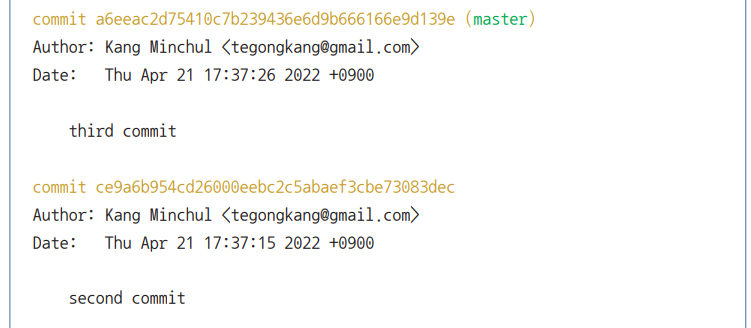 commit a6eeac2d75410c7b239436e6d9b666166e9d139e (master)
Author: Kang Minchul <tegongkang@gmail.com>
Date:   Thu Apr 21 17:37:26 2022 +0900
    third commit
commit ce9a6b954cd26000eebc2c5abaef3cbe73083dec
Author: Kang Minchul <tegongkang@gmail.com>
Date:   Thu Apr 21 17:37:15 2022 +0900
    second commit